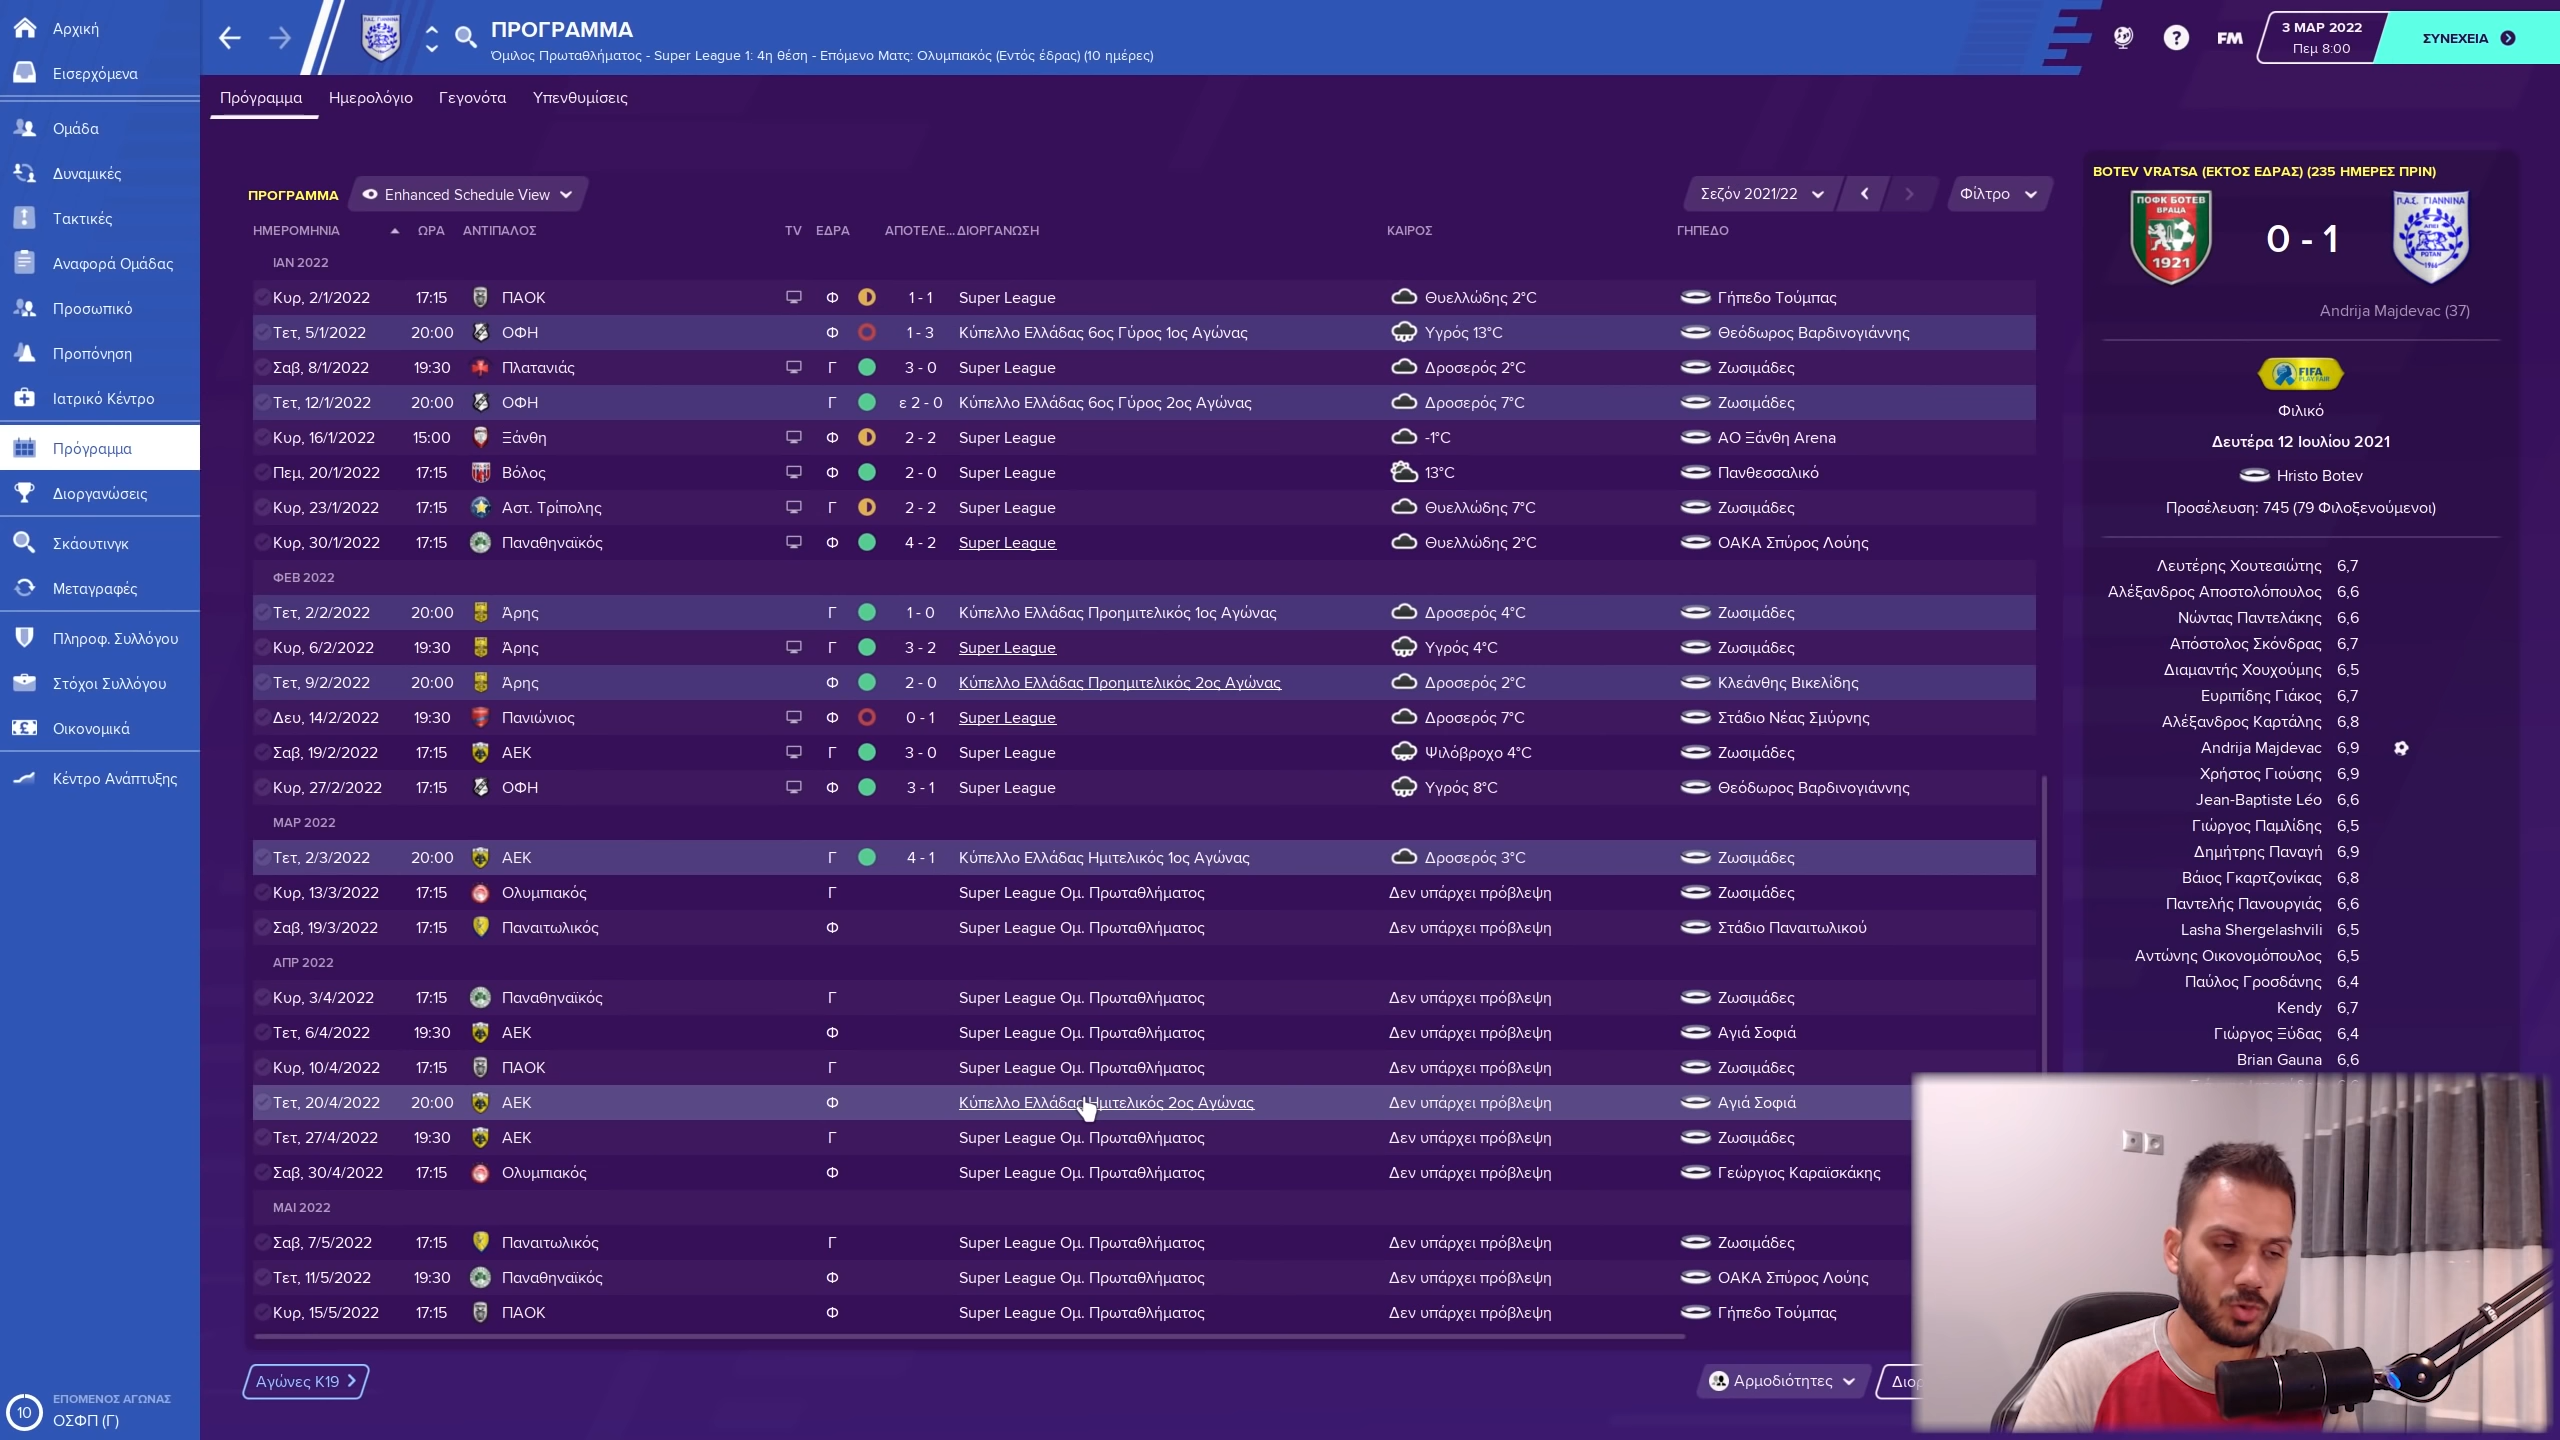 Αρχική
Εισερχόμενα
Ομάδα
Δυναμικές
Τακτικές
Αναφορά Ομάδας
Προσωπικό
Προπόνηση
Ιατρικό Κέντρο
Πρόγραμμα
Διοργανώσεις
Σκάουτινγκ
Μεταγραφές
Πληροφ. Συλλόγου
Στόχοι Συλλόγου
Οικονομικά
Κέντρο Ανάπτυξης
10 ΕΠΟΜΕΝΟΣ ΑΓΩΝΑΣ
ΟΣΦΠ (Γ)
ΠΡΟΓΡΑΜΜΑ
Όμιλος Πρωταθλήματος - Super League 1: 4η θέση - Επόμενο Ματς: Ολυμπιακός (Εντός έδρας) (10 ημέρες)
? FM
3 ΜΑΡ 2022
Πεμ 8:00
ΣΥΝΕΧΕΙΑ
Πρόγραμμα Ημερολόγιο Γεγονότα Υπενθυμίσεις
ΠΡΟΓΡΑΜΜΑ Enhanced Schedule View Σεζόν 2021/22 Φίλτρο
ΗΜΕΡΟΜΗΝΙΑ ΩΡΑ ΑΝΤΙΠΑΛΟΣ TV ΕΔΡΑ ΑΠΟΤΕΛΕ... ΔΙΟΡΓΑΝΩΣΗ ΚΑΙΡΟΣ ΓΗΠΕΔΟ
ΙΑΝ 2022
Κυρ, 2/1/2022 17:15 ΠΑΟΚ Φ 1 - 1 Super League Θυελλώδης 2°C Γήπεδο Τούμπας
Τετ, 5/1/2022 20:00 ΟΦΗ Φ 1 - 3 Κύπελλο Ελλάδας 6ος Γύρος 1ος Αγώνας Υγρός 13°C Θεόδωρος Βαρδινογιάννης
Σαβ, 8/1/2022 19:30 Πλατανιάς Γ 3 - 0 Super League Δροσερός 2°C Ζωσιμάδες
Τετ, 12/1/2022 20:00 ΟΦΗ Γ ε 2 - 0 Κύπελλο Ελλάδας 6ος Γύρος 2ος Αγώνας Δροσερός 7°C Ζωσιμάδες
Κυρ, 16/1/2022 15:00 Ξάνθη Φ 2 - 2 Super League -1°C ΑΟ Ξάνθη Arena
Πεμ, 20/1/2022 17:15 Βόλος Φ 2 - 0 Super League 13°C Πανθεσσαλικό
Κυρ, 23/1/2022 17:15 Αστ. Τρίπολης Γ 2 - 2 Super League Θυελλώδης 7°C Ζωσιμάδες
Κυρ, 30/1/2022 17:15 Παναθηναϊκός Φ 4 - 2 Super League Θυελλώδης 2°C ΟΑΚΑ Σπύρος Λούης
ΦΕΒ 2022
Τετ, 2/2/2022 20:00 Άρης Γ 1 - 0 Κύπελλο Ελλάδας Προημιτελικός 1ος Αγώνας Δροσερός 4°C Ζωσιμάδες
Κυρ, 6/2/2022 19:30 Άρης Γ 3 - 2 Super League Υγρός 4°C Ζωσιμάδες
Τετ, 9/2/2022 20:00 Άρης Φ 2 - 0 Κύπελλο Ελλάδας Προημιτελικός 2ος Αγώνας Δροσερός 2°C Κλεάνθης Βικελίδης
Δευ, 14/2/2022 19:30 Πανιώνιος Φ 0 - 1 Super League Δροσερός 7°C Στάδιο Νέας Σμύρνης
Σαβ, 19/2/2022 17:15 ΑΕΚ Γ 3 - 0 Super League Ψιλόβροχο 4°C Ζωσιμάδες
Κυρ, 27/2/2022 17:15 ΟΦΗ Φ 3 - 1 Super League Υγρός 8°C Θεόδωρος Βαρδινογιάννης
ΜΑΡ 2022
Τετ, 2/3/2022 20:00 ΑΕΚ Γ 4 - 1 Κύπελλο Ελλάδας Ημιτελικός 1ος Αγώνας Δροσερός 3°C Ζωσιμάδες
Κυρ, 13/3/2022 17:15 Ολυμπιακός Γ Super League Ομ. Πρωταθλήματος Δεν υπάρχει πρόβλεψη Ζωσιμάδες
Σαβ, 19/3/2022 17:15 Παναιτωλικός Φ Super League Ομ. Πρωταθλήματος Δεν υπάρχει πρόβλεψη Στάδιο Παναιτωλικού
ΑΠΡ 2022
Κυρ, 3/4/2022 17:15 Παναθηναϊκός Γ Super League Ομ. Πρωταθλήματος Δεν υπάρχει πρόβλεψη Ζωσιμάδες
Τετ, 6/4/2022 19:30 ΑΕΚ Φ Super League Ομ. Πρωταθλήματος Δεν υπάρχει πρόβλεψη Αγιά Σοφιά
Κυρ, 10/4/2022 17:15 ΠΑΟΚ Γ Super League Ομ. Πρωταθλήματος Δεν υπάρχει πρόβλεψη Ζωσιμάδες
Τετ, 20/4/2022 20:00 ΑΕΚ Φ Κύπελλο Ελλάδας Ημιτελικός 2ος Αγώνας Δεν υπάρχει πρόβλεψη Αγιά Σοφιά
Τετ, 27/4/2022 19:30 ΑΕΚ Γ Super League Ομ. Πρωταθλήματος Δεν υπάρχει πρόβλεψη Ζωσιμάδες
Σαβ, 30/4/2022 17:15 Ολυμπιακός Φ Super League Ομ. Πρωταθλήματος Δεν υπάρχει πρόβλεψη Γεώργιος Καραϊσκάκης
ΜΑΙ 2022
Σαβ, 7/5/2022 17:15 Παναιτωλικός Γ Super League Ομ. Πρωταθλήματος Δεν υπάρχει πρόβλεψη Ζωσιμάδες
Τετ, 11/5/2022 19:30 Παναθηναϊκός Φ Super League Ομ. Πρωταθλήματος Δεν υπάρχει πρόβλεψη ΟΑΚΑ Σπύρος Λούης
Κυρ, 15/5/2022 17:15 ΠΑΟΚ Φ Super League Ομ. Πρωταθλήματος Δεν υπάρχει πρόβλεψη Γήπεδο Τούμπας
Αγώνες Κ19 Αρμοδιότητες
BOTEV VRATSA (ΕΚΤΟΣ ΕΔΡΑΣ) (235 ΗΜΕΡΕΣ ΠΡΙΝ)
ПОФК БОТЕВ
ВРАЦА
1921
0 - 1
Π.Α.Σ. ΓΙΑΝΝΙΝΑ
1966
Andrija Majdevac (37)
FIFA
Φιλικό
Δευτέρα 12 Ιουλίου 2021
Hristo Botev
Προσέλευση: 745 (79 Φιλοξενούμενοι)
Λευτέρης Χουτεσιώτης 6,7
Αλέξανδρος Αποστολόπουλος 6,6
Νώντας Παντελάκης 6,6
Απόστολος Σκόνδρας 6,7
Διαμαντής Χουχούμης 6,5
Ευριπίδης Γιάκος 6,7
Αλέξανδρος Καρτάλης 6,8
Andrija Majdevac 6,9
Χρήστος Γιούσης 6,9
Jean-Baptiste Léo 6,6
Γιώργος Παμλίδης 6,5
Δημήτρης Παναγή 6,9
Βάιος Γκαρτζονίκας 6,8
Παντελής Πανουργιάς 6,6
Lasha Shergelashvili 6,5
Αντώνης Οικονομόπουλος 6,5
Παύλος Γροσδάνης 6,4
Kendy 6,7
Γιώργος Ξύδας 6,4
Brian Gauna 6,6